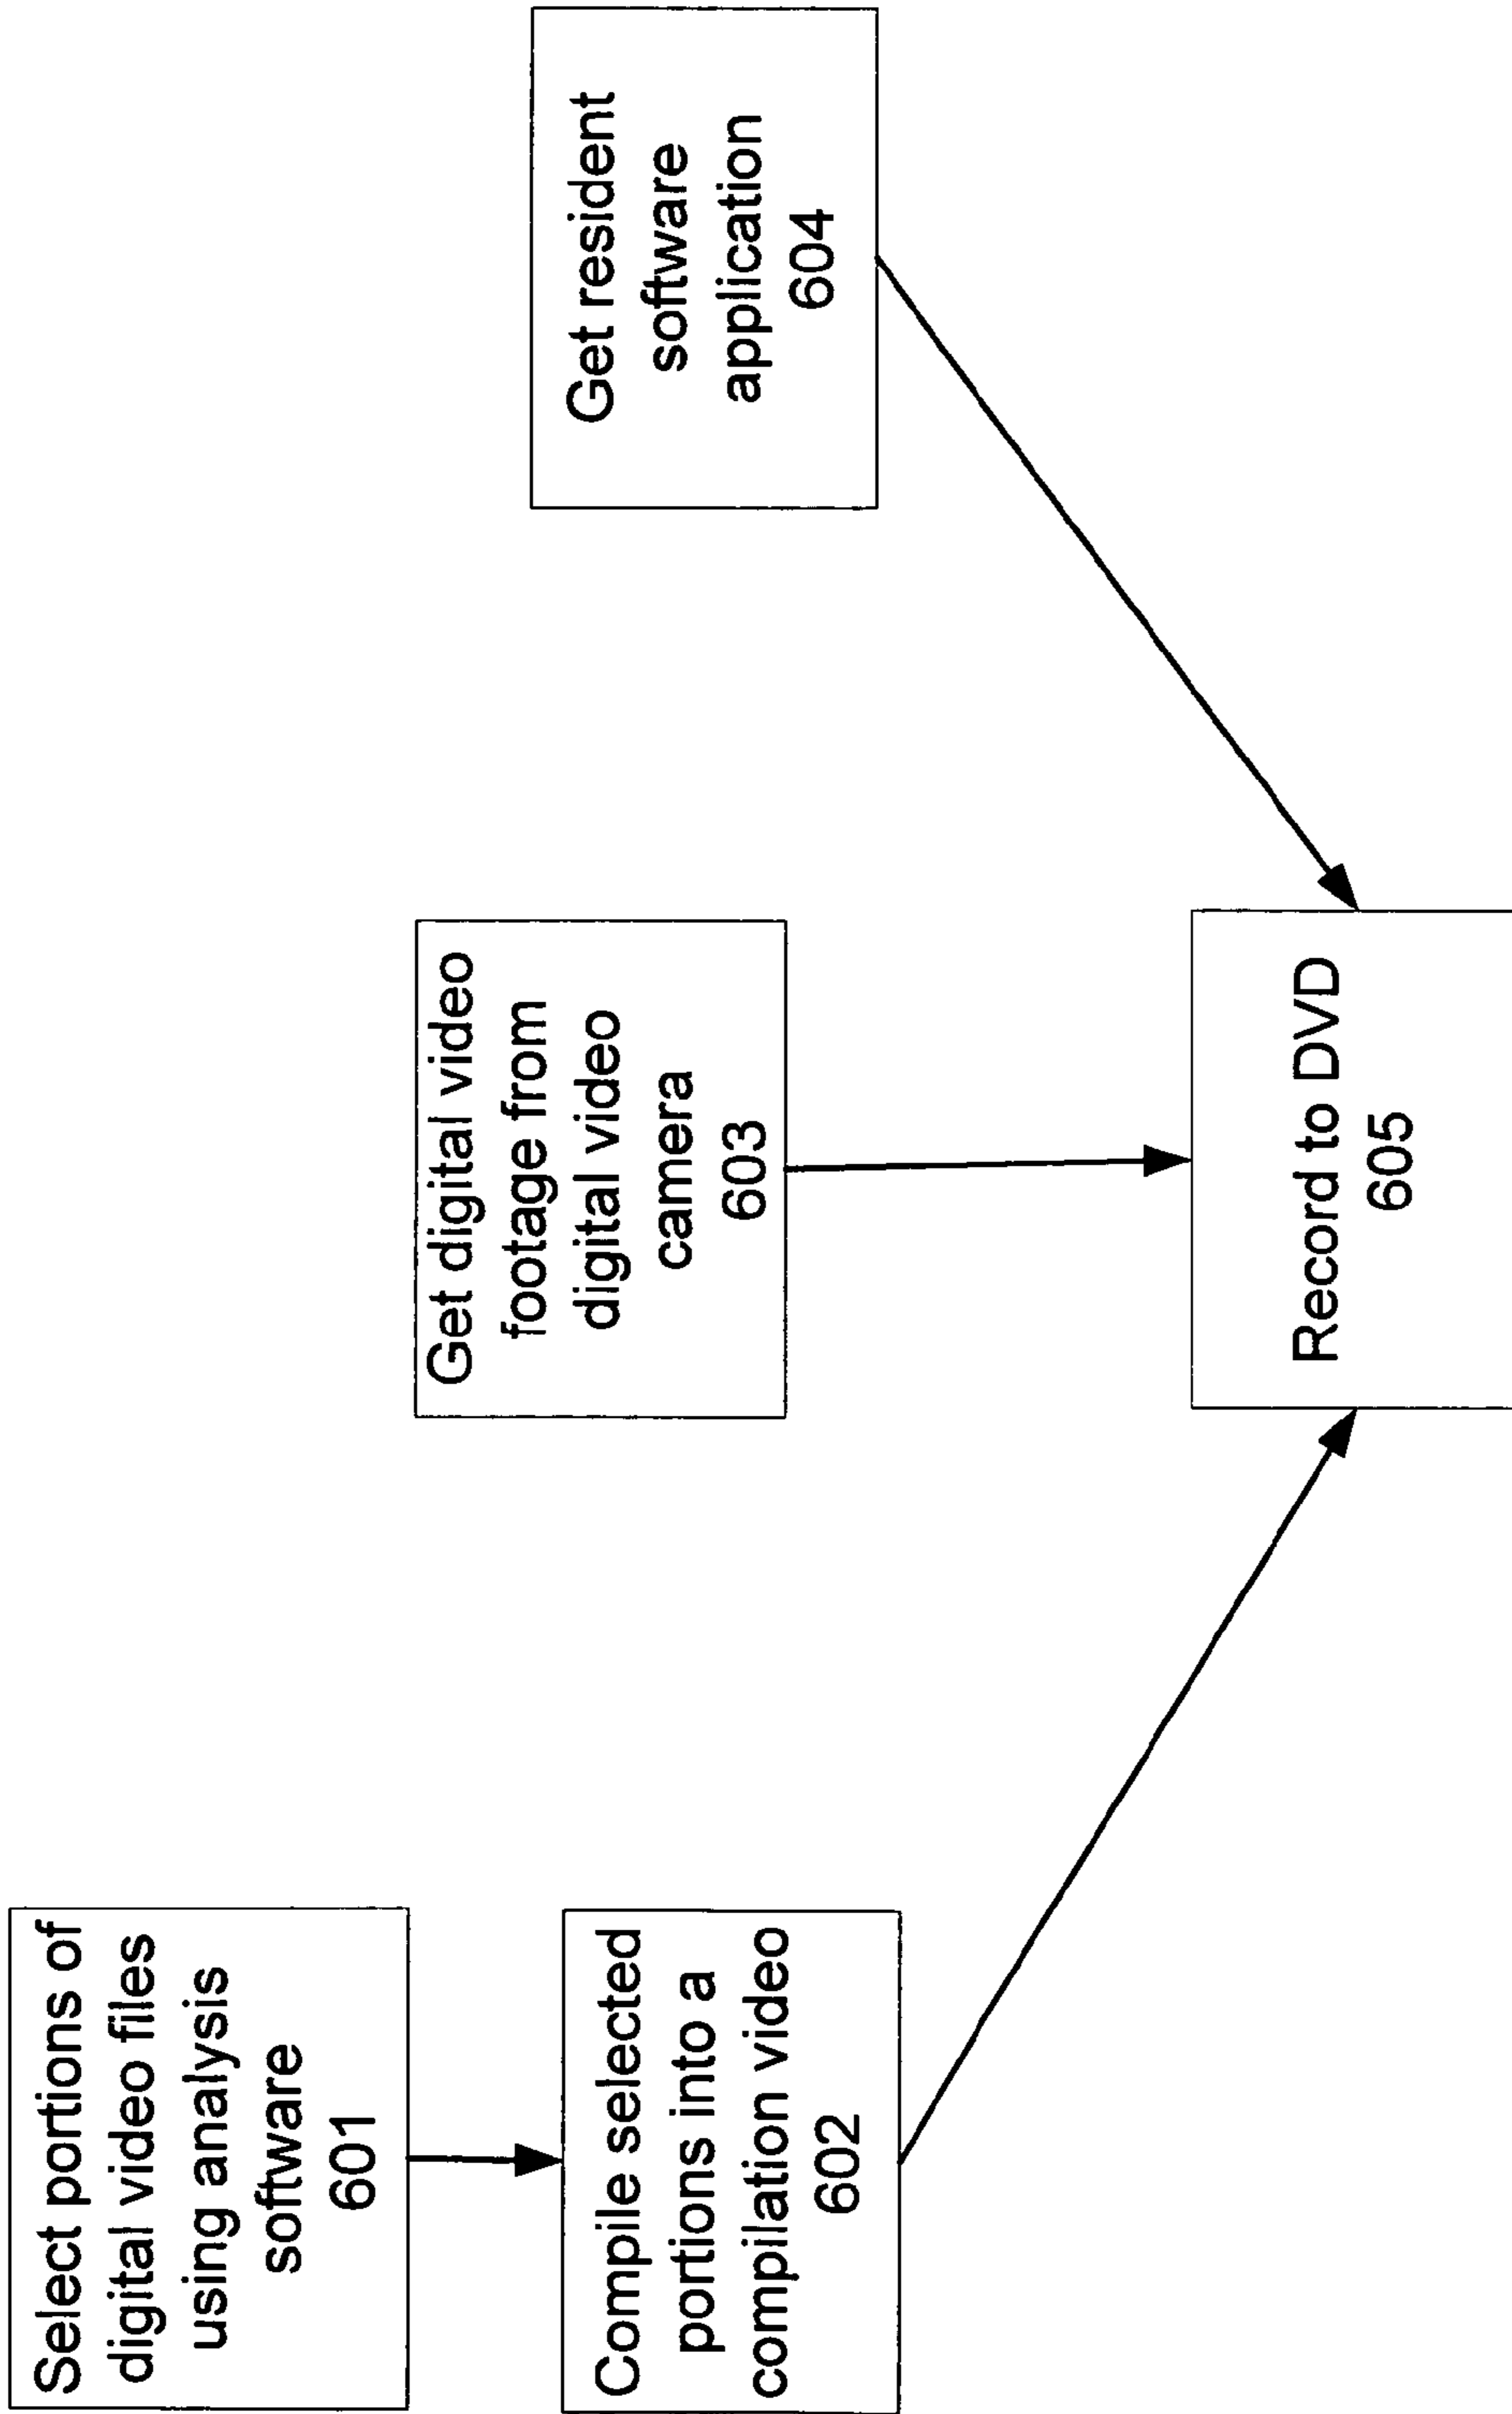 Select portions of
digital video files
using analysis
software
601
Compile selected
portions into a
compilation video
602
Get digital video
footage from
digital video
camera
603
Get resident
software
application
604
Record to DVD
605